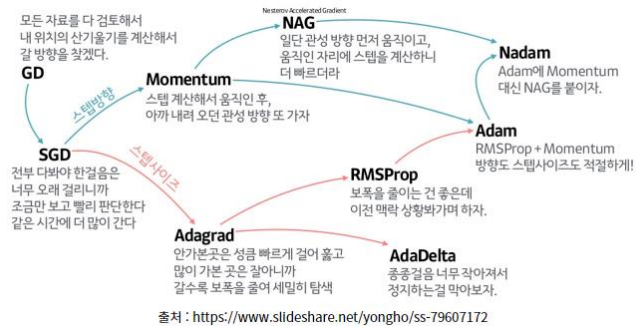 모든 자료를 다 검토해서
내 위치의 산기울기를 계산해서
갈 방향을 찾겠다.
GD
Nesterov Accelerated Gradient
NAG
일단 관성 방향 먼저 움직이고,
움직인 자리에 스텝을 계산하니
더 빠르더라
Nadam
Adam에 Momentum
대신 NAG를 붙이자.
Momentum
스텝 계산해서 움직인 후,
아까 내려 오던 관성 방향 또 가자
스텝방향
Adam
RMSProp + Momentum
방향도 스텝사이즈도 적절하게!
SGD
전부 다봐야 한걸음은
너무 오래 걸리니까
조금만 보고 빨리 판단한다
같은 시간에 더 많이 간다
스텝사이즈
RMSProp
보폭을 줄이는 건 좋은데
이전 맥락 상황봐가며 하자.
Adagrad
안가본곳은 성큼 빠르게 걸어 훑고
많이 가본 곳은 잘아니까
갈수록 보폭을 줄여 세밀히 탐색
AdaDelta
종종걸음 너무 작아져서
정지하는걸 막아보자.
출처 : https://www.slideshare.net/yongho/ss-79607172